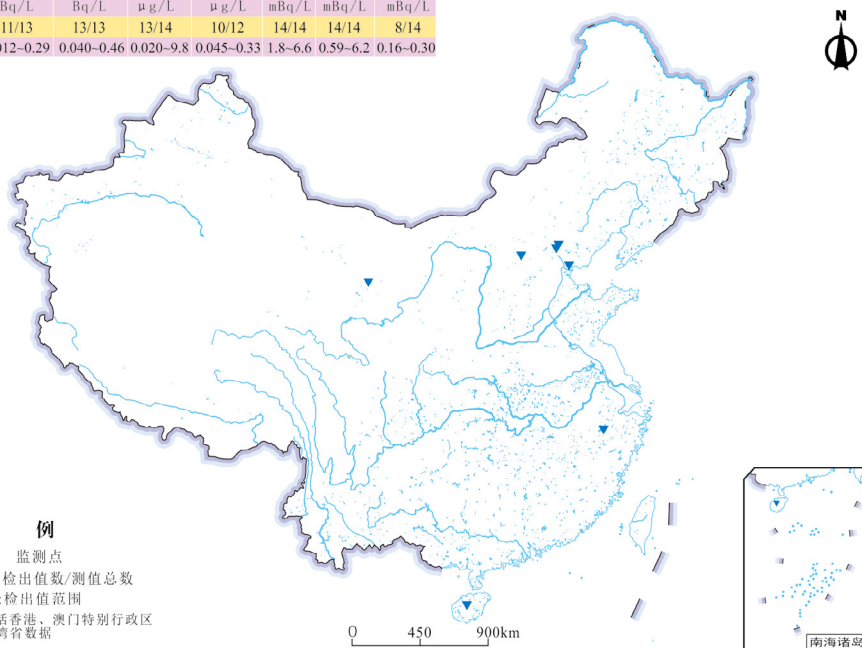 Bq/L Bq/L μg/L μg/L mBq/L mBq/L mBq/L
11/13 13/13 13/14 10/12 14/14 14/14 8/14
012~0.29 0.040~0.46 0.020~9.8 0.045~0.33 1.8~6.6 0.59~6.2 0.16~0.30
N
例
监测点
检出值数/测值总数
检出值范围
括香港、澳门特别行政区
湾省数据
0 450 900km
南海诸岛